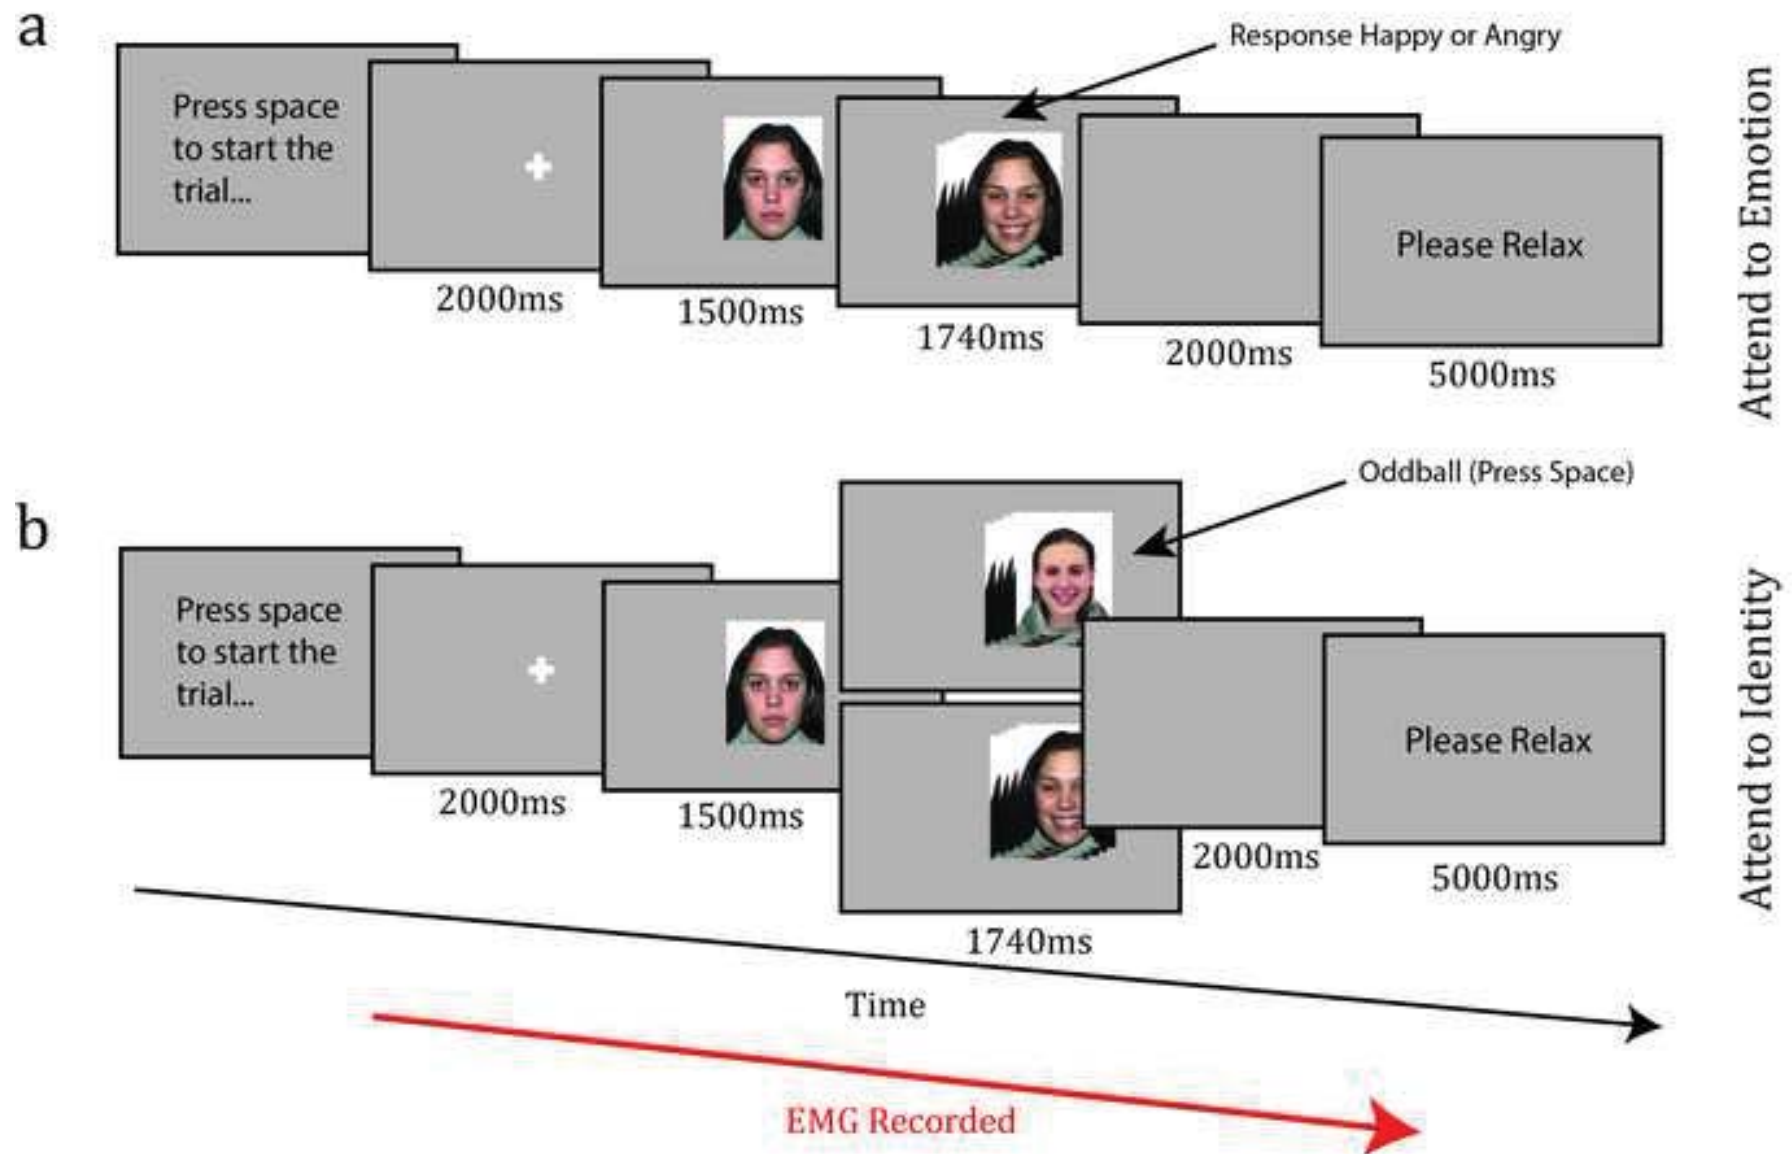 a
Response Happy or Angry
Press space
to start the
trial...
Please Relax
2000ms
1500ms
1740ms
2000ms
5000ms
Attend to Emotion
b
Oddball (Press Space)
Press space
to start the
trial...
Please Relax
2000ms
1500ms
1740ms
2000ms
5000ms
Attend to Identity
Time
EMG Recorded